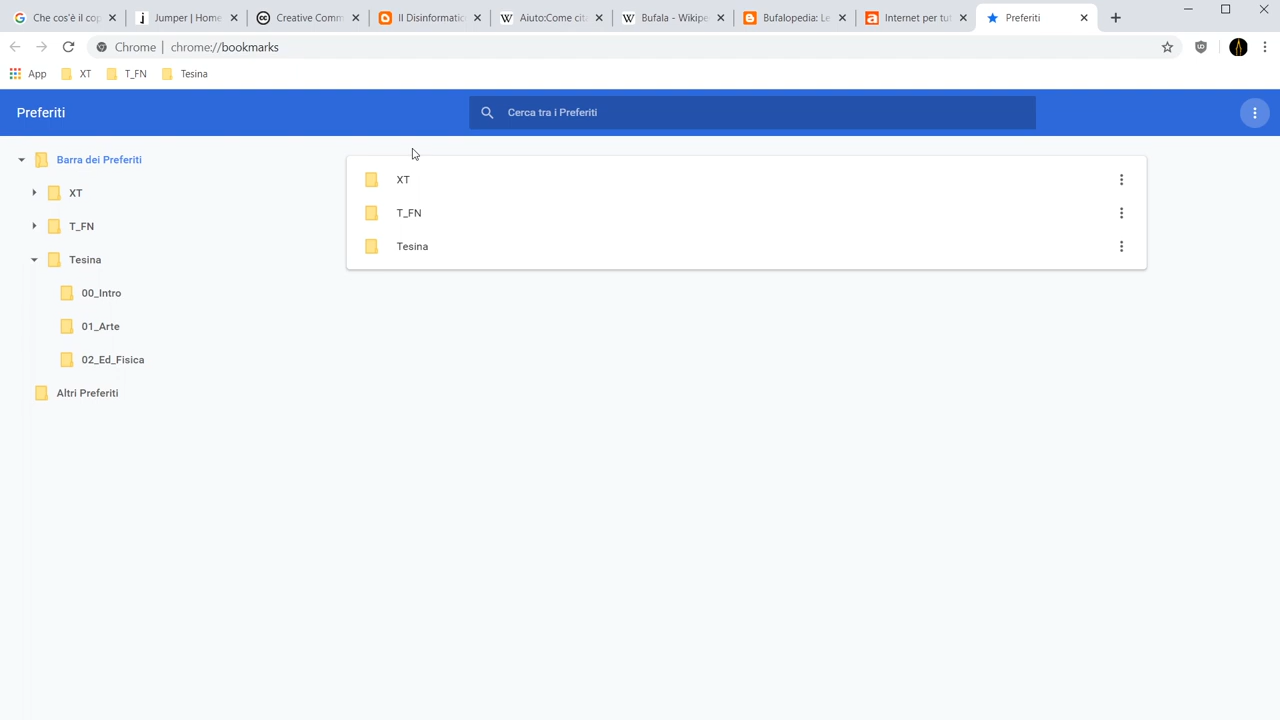 Che cos'è il cop
Jumper | Home
Creative Comm
Il Disinformatic
Aiuto:Come cit
Bufala - Wikipe
Bufalopedia: Le
Internet per tut
Preferiti
Chrome | chrome://bookmarks
App XT T_FN Tesina
Preferiti
Cerca tra i Preferiti
Barra dei Preferiti
XT
T_FN
Tesina
00_Intro
01_Arte
02_Ed_Fisica
Altri Preferiti
XT
T_FN
Tesina